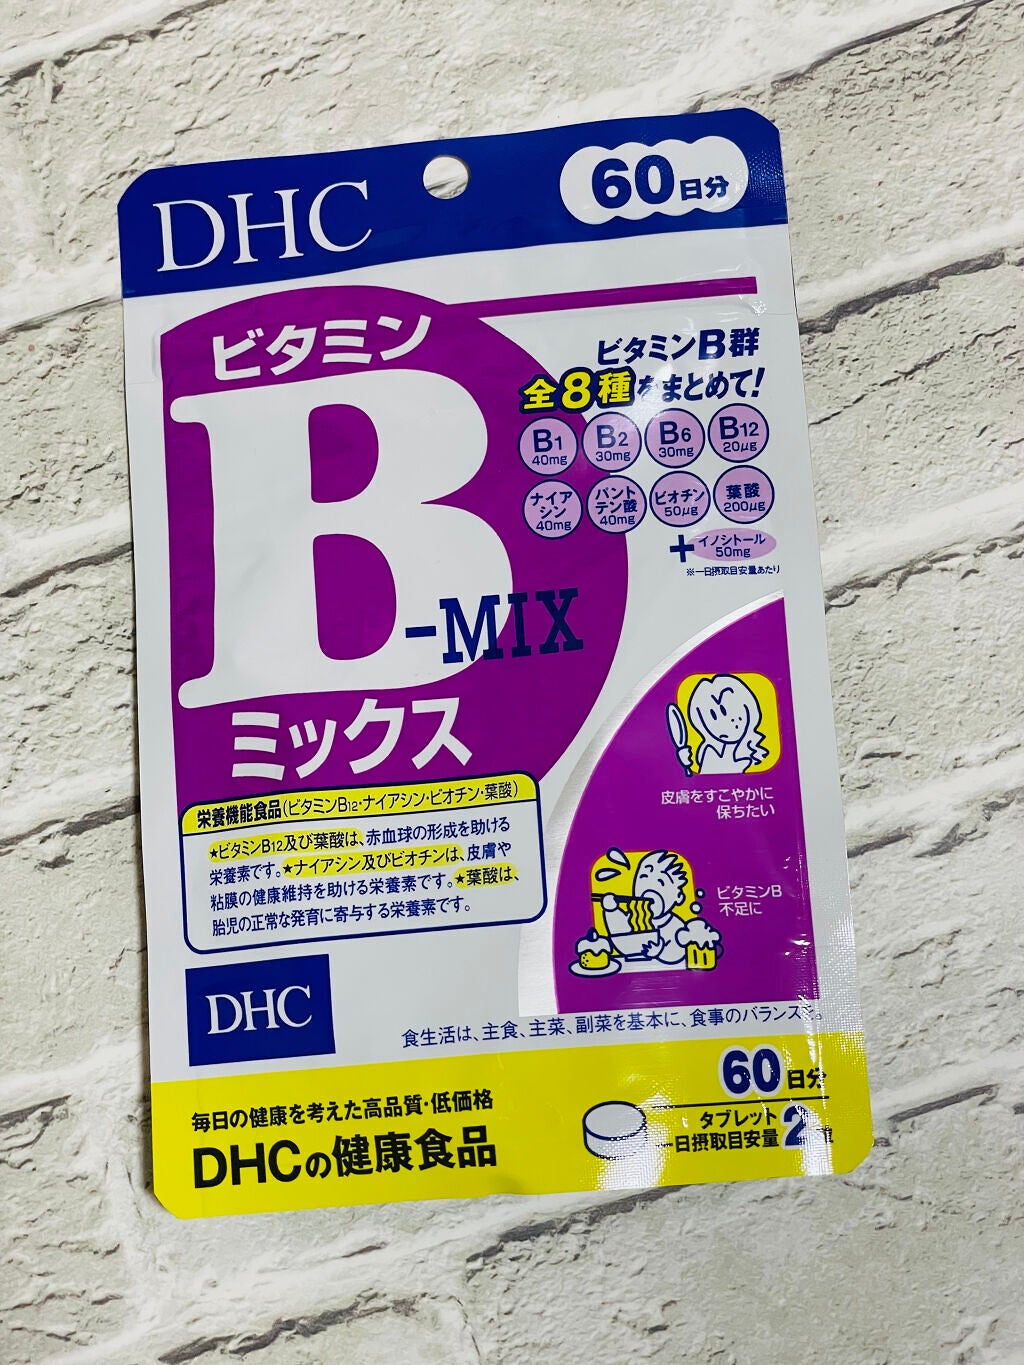 DHC
60日分
ビタミン
B
-MIX
ミックス
ビタミンB群
全8種をまとめて!
B1
40mg
B2
30mg
B6
30mg
B12
20μg
ナイア
シン
40mg
パント
テン酸
40mg
ビオチン
50μg
葉酸
200μg
+イノシトール
50mg
※一日摂取目安量あたり
皮膚をすこやかに
保ちたい
ビタミンB
不足に
栄養機能食品(ビタミンB12・ナイアシン・ビオチン・葉酸)
★ビタミンB12及び葉酸は、赤血球の形成を助ける
栄養素です。★ナイアシン及びビオチンは、皮膚や
粘膜の健康維持を助ける栄養素です。★葉酸は、
胎児の正常な発育に寄与する栄養素です。
DHC
食生活は、主食、主菜、副菜を基本に、食事のバランスを。
毎日の健康を考えた高品質・低価格
DHCの健康食品
60日分
タブレット
一日摂取目安量2粒